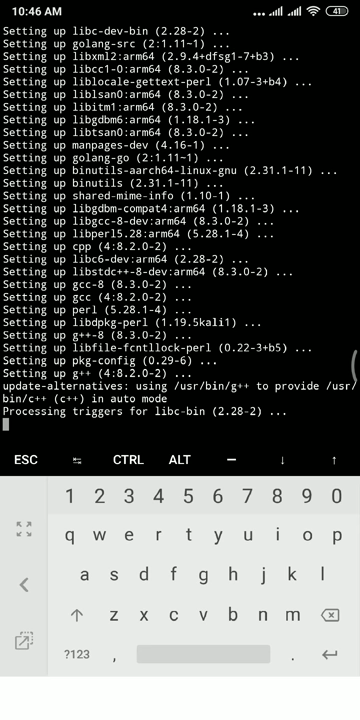 10:46 AM
41
Setting up libc-dev-bin (2.28-2) ...
Setting up golang-src (2:1.11~1) ...
Setting up libxml2:arm64 (2.9.4+dfsg1-7+b3) ...
Setting up libcc1-0:arm64 (8.3.0-2) ...
Setting up liblocale-gettext-perl (1.07-3+b4) ...
Setting up liblsan0:arm64 (8.3.0-2) ...
Setting up libitm1:arm64 (8.3.0-2) ...
Setting up libgdbm6:arm64 (1.18.1-3) ...
Setting up libtsan0:arm64 (8.3.0-2) ...
Setting up manpages-dev (4.16-1) ...
Setting up golang-go (2:1.11~1) ...
Setting up binutils-aarch64-linux-gnu (2.31.1-11) ...
Setting up binutils (2.31.1-11) ...
Setting up shared-mime-info (1.10-1) ...
Setting up libgdbm-compat4:arm64 (1.18.1-3) ...
Setting up libgcc-8-dev:arm64 (8.3.0-2) ...
Setting up libperl5.28:arm64 (5.28.1-4) ...
Setting up cpp (4:8.2.0-2) ...
Setting up libc6-dev:arm64 (2.28-2) ...
Setting up libstdc++-8-dev:arm64 (8.3.0-2) ...
Setting up gcc-8 (8.3.0-2) ...
Setting up gcc (4:8.2.0-2) ...
Setting up perl (5.28.1-4) ...
Setting up libdpkg-perl (1.19.5kali1) ...
Setting up g++-8 (8.3.0-2) ...
Setting up libfile-fcntllock-perl (0.22-3+b5) ...
Setting up pkg-config (0.29-6) ...
Setting up g++ (4:8.2.0-2) ...
update-alternatives: using /usr/bin/g++ to provide /usr/
bin/c++ (c++) in auto mode
Processing triggers for libc-bin (2.28-2) ...
ESC CTRL ALT – ↓ ↑
1 2 3 4 5 6 7 8 9 0
q w e r t y u i o p
a s d f g h j k l
z x c v b n m
?123 , .